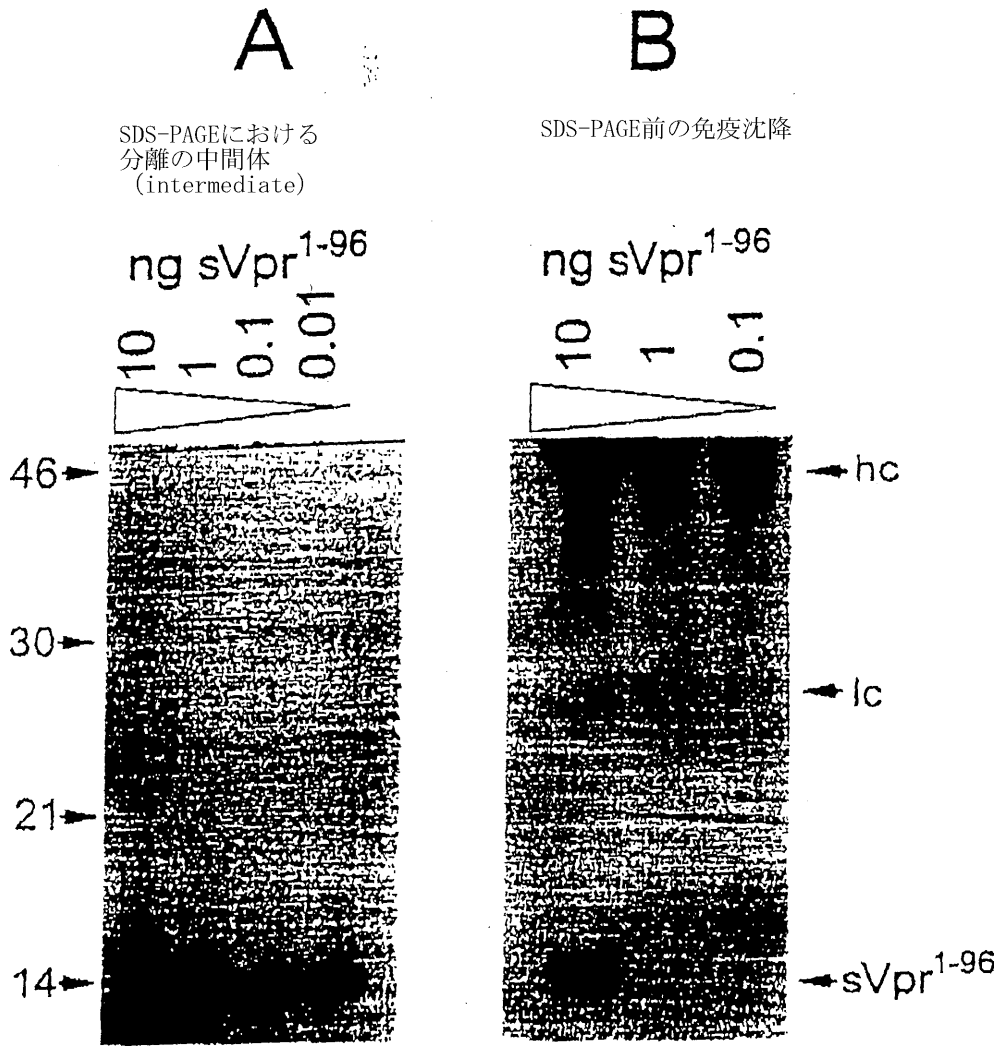 A
B
SDS-PAGEにおける
分離の中間体
(intermediate)
SDS-PAGE前の免疫沈降
ng sVpr¹⁻⁹⁶
10 1 0.1 0.01
ng sVpr¹⁻⁹⁶
10 1 0.1
46
30
21
14
hc
lc
sVpr¹⁻⁹⁶